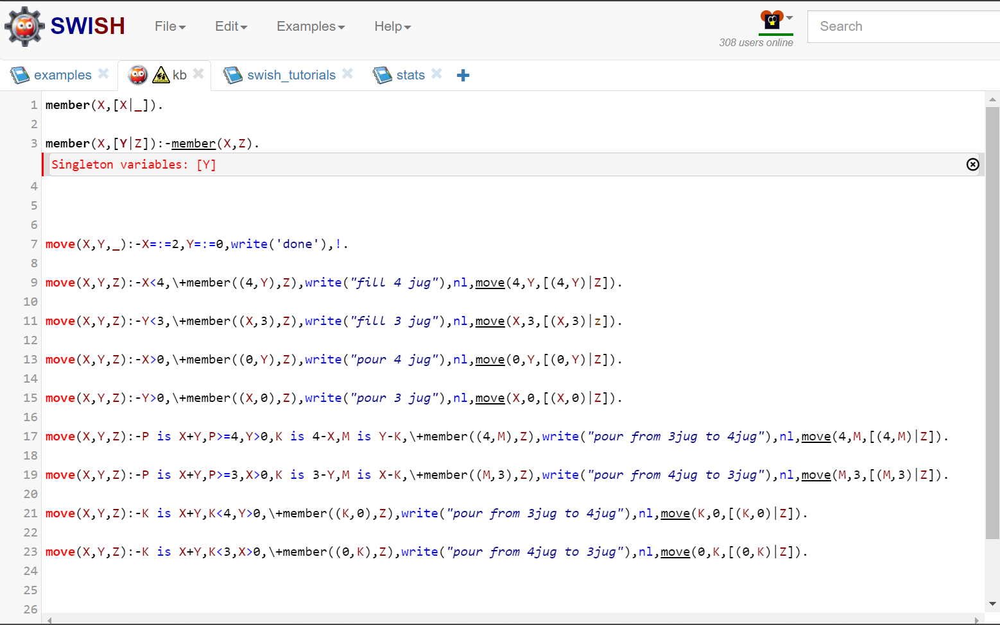 SWISH File Edit Examples Help 308 users online Search
examples kb swish_tutorials stats
1 member(X,[X|_]).
2
3 member(X,[Y|Z]):-member(X,Z).
Singleton variables: [Y]
4
5
6
7 move(X,Y,_):-X=:=2,Y=:=0,write('done'),!.
8
9 move(X,Y,Z):-X<4,\+member((4,Y),Z),write("fill 4 jug"),nl,move(4,Y,[(4,Y)|Z]).
10
11 move(X,Y,Z):-Y<3,\+member((X,3),Z),write("fill 3 jug"),nl,move(X,3,[(X,3)|z]).
12
13 move(X,Y,Z):-X>0,\+member((0,Y),Z),write("pour 4 jug"),nl,move(0,Y,[(0,Y)|Z]).
14
15 move(X,Y,Z):-Y>0,\+member((X,0),Z),write("pour 3 jug"),nl,move(X,0,[(X,0)|Z]).
16
17 move(X,Y,Z):-P is X+Y,P>=4,Y>0,K is 4-X,M is Y-K,\+member((4,M),Z),write("pour from 3jug to 4jug"),nl,move(4,M,[(4,M)|Z]).
18
19 move(X,Y,Z):-P is X+Y,P>=3,X>0,K is 3-Y,M is X-K,\+member((M,3),Z),write("pour from 4jug to 3jug"),nl,move(M,3,[(M,3)|Z]).
20
21 move(X,Y,Z):-K is X+Y,K<4,Y>0,\+member((K,0),Z),write("pour from 3jug to 4jug"),nl,move(K,0,[(K,0)|Z]).
22
23 move(X,Y,Z):-K is X+Y,K<3,X>0,\+member((0,K),Z),write("pour from 4jug to 3jug"),nl,move(0,K,[(0,K)|Z]).
24
25
26